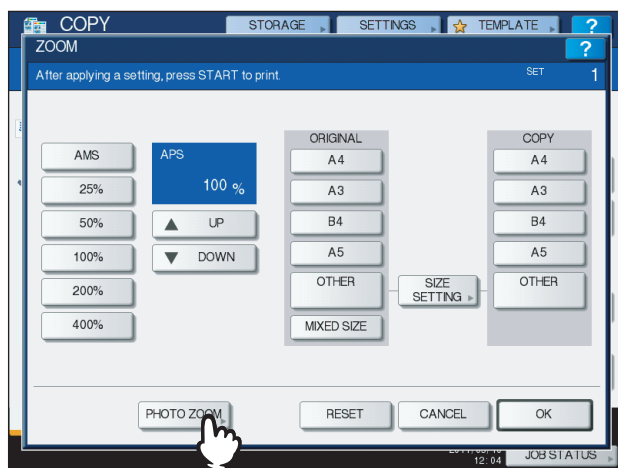 COPY
STORAGE
SETTINGS
TEMPLATE
?
ZOOM
?
After applying a setting, press START to print.
SET 1
ORIGINAL
COPY
AMS
APS
A4
A4
25%
100 %
A3
A3
50%
UP
B4
B4
100%
DOWN
A5
A5
200%
OTHER
SIZE
SETTING
OTHER
400%
MIXED SIZE
PHOTO ZOOM
RESET
CANCEL
OK
12:04
JOB STATUS